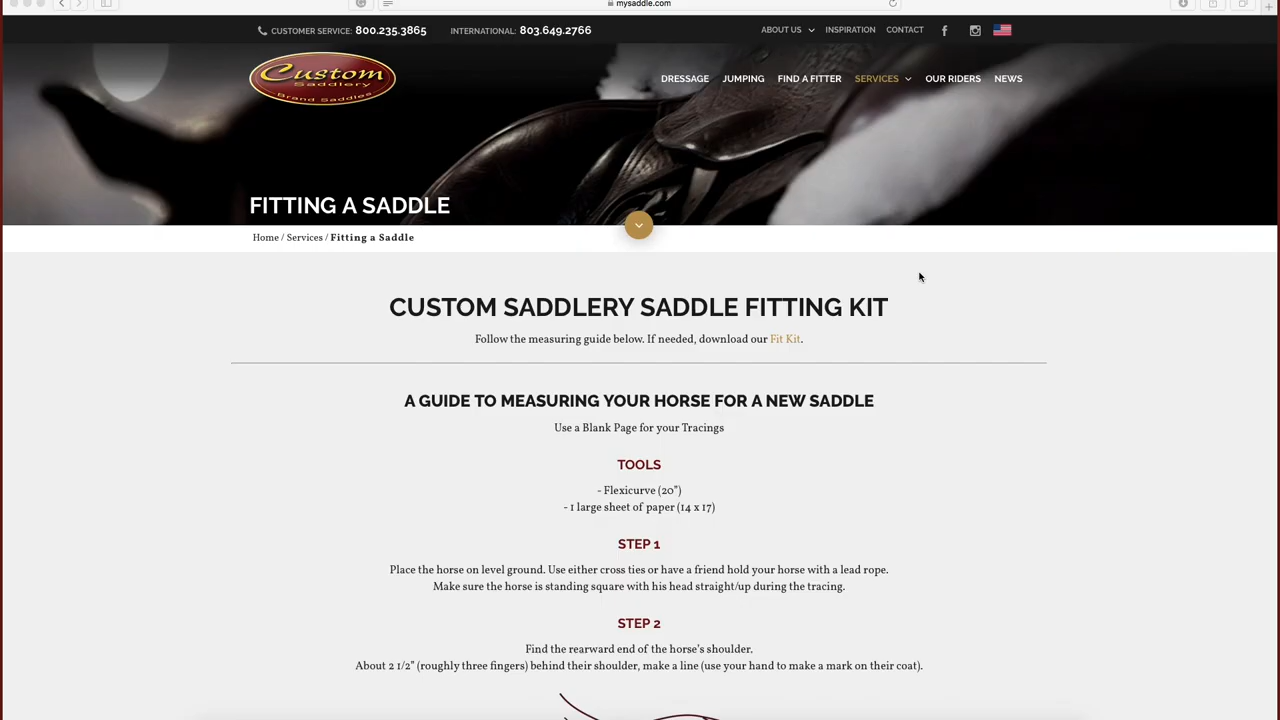 mysaddle.com
CUSTOMER SERVICE: 800.235.3865 INTERNATIONAL: 803.649.2766 ABOUT US INSPIRATION CONTACT
Custom
Saddlery
Brand Saddles
DRESSAGE JUMPING FIND A FITTER SERVICES OUR RIDERS NEWS
FITTING A SADDLE
Home / Services / Fitting a Saddle
CUSTOM SADDLERY SADDLE FITTING KIT
Follow the measuring guide below. If needed, download our Fit Kit.
A GUIDE TO MEASURING YOUR HORSE FOR A NEW SADDLE
Use a Blank Page for your Tracings
TOOLS
- Flexicurve (20")
- 1 large sheet of paper (14 x 17)
STEP 1
Place the horse on level ground. Use either cross ties or have a friend hold your horse with a lead rope.
Make sure the horse is standing square with his head straight/up during the tracing.
STEP 2
Find the rearward end of the horse's shoulder.
About 2 1/2" (roughly three fingers) behind their shoulder, make a line (use your hand to make a mark on their coat).